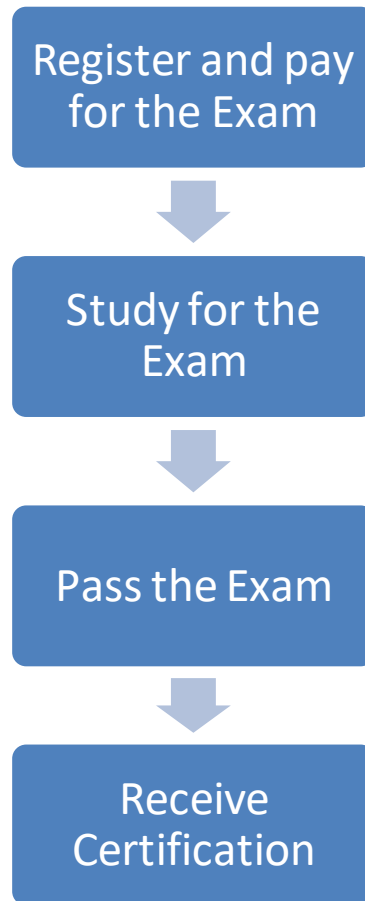 Register and pay
for the Exam
Study for the
Exam
Pass the Exam
Receive
Certification